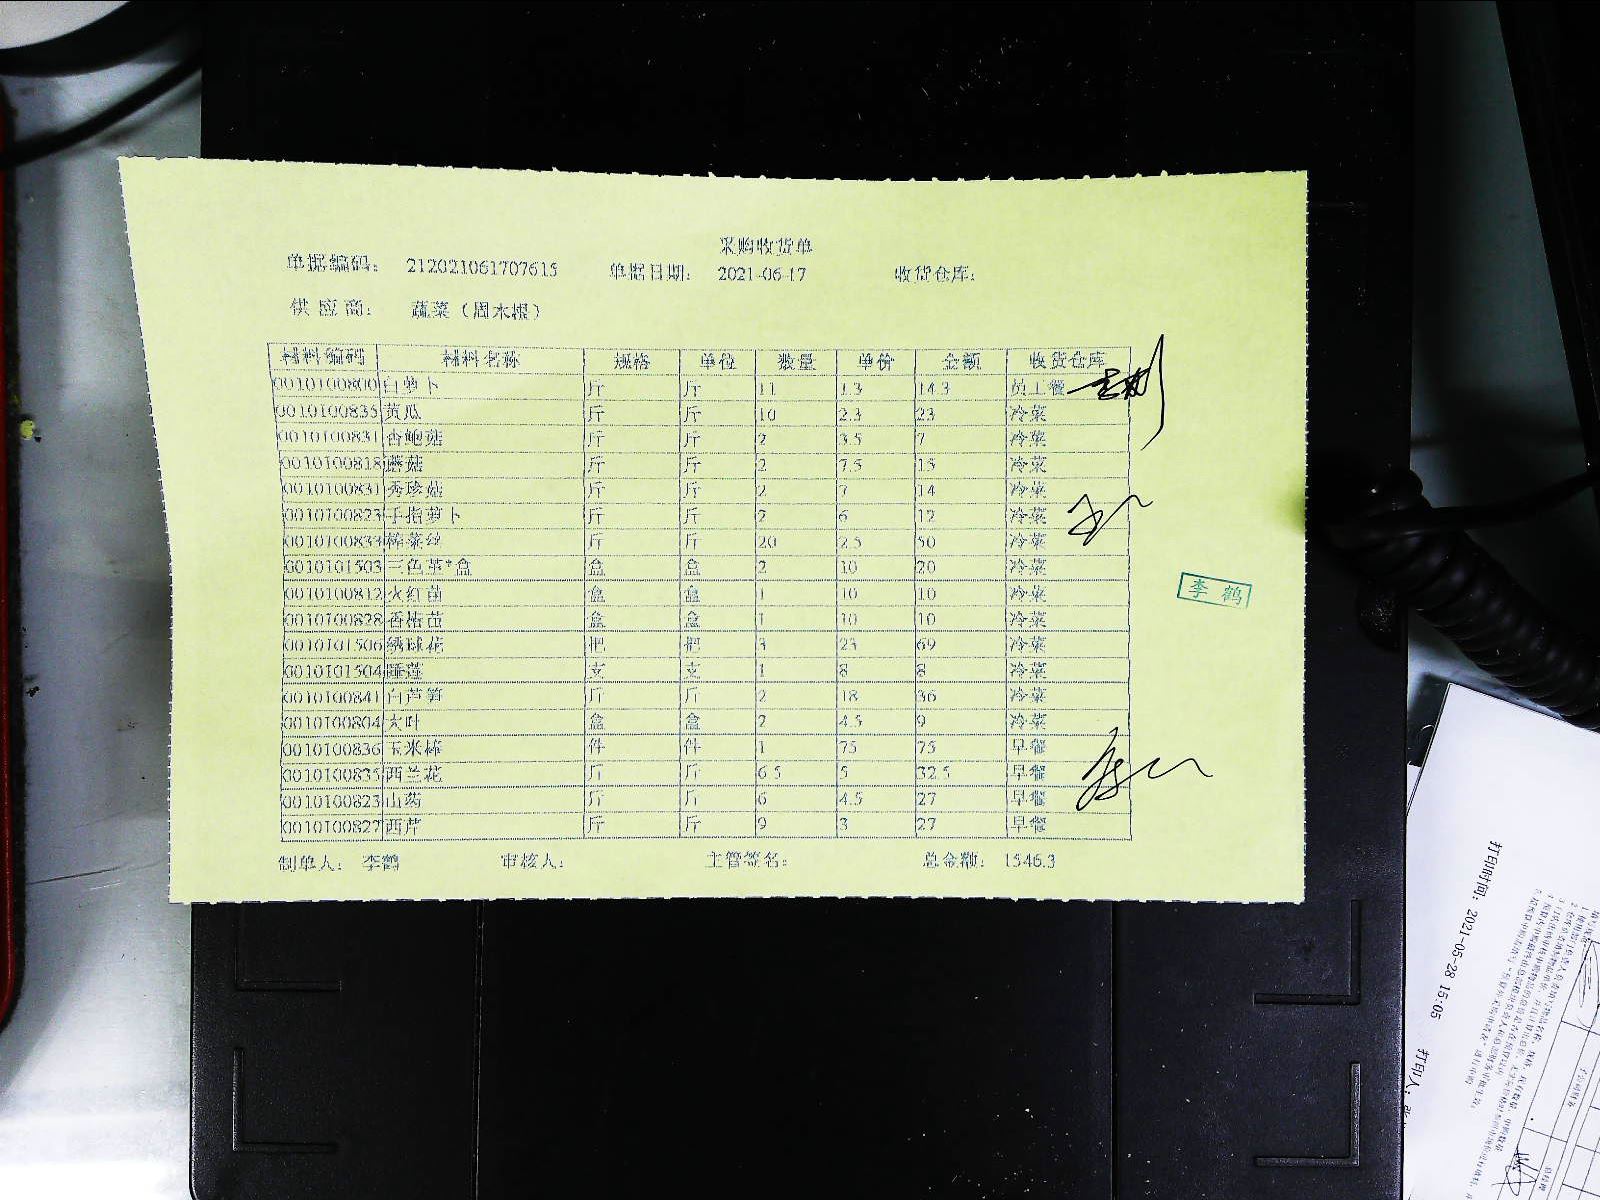 采购收货单
单据编码: 212021061707615 单据日期: 2021-06-17 收货仓库:
供应商: 蔬菜（周木根）
材料编码 材料名称 规格 单位 数量 单价 金额 收货仓库
0010100800 白萝卜 斤 斤 11 1.3 14.3 员工餐
0010100835 黄瓜 斤 斤 10 2.3 23 冷菜
0010100831 杏鲍菇 斤 斤 2 3.5 7 冷菜
0010100818 蘑菇 斤 斤 2 7.5 15 冷菜
0010100831 秀珍菇 斤 斤 2 7 14 冷菜
0010100823 手指萝卜 斤 斤 2 6 12 冷菜
0010100833 榨菜丝 斤 斤 20 2.5 50 冷菜
0010101503 三色堇*盒 盒 盒 2 10 20 冷菜
0010100812 火红菌 盒 盒 1 10 10 冷菜
0010100828 香椿苗 盒 盒 1 10 10 冷菜
0010101506 绣球花 把 把 3 23 69 冷菜
0010101504 睡莲 支 支 1 8 8 冷菜
0010100841 白芦笋 斤 斤 2 18 36 冷菜
0010100804 大叶 盒 盒 2 4.5 9 冷菜
0010100836 玉米棒 件 件 1 75 75 早餐
0010100835 西兰花 斤 斤 6.5 5 32.5 早餐
0010100823 山药 斤 斤 6 4.5 27 早餐
0010100827 西芹 斤 斤 9 3 27 早餐
制单人: 李鹤 审核人: 主管签名: 总金额: 1546.3
李鹤
打印时间: 2021-05-28 15:05 打印人: